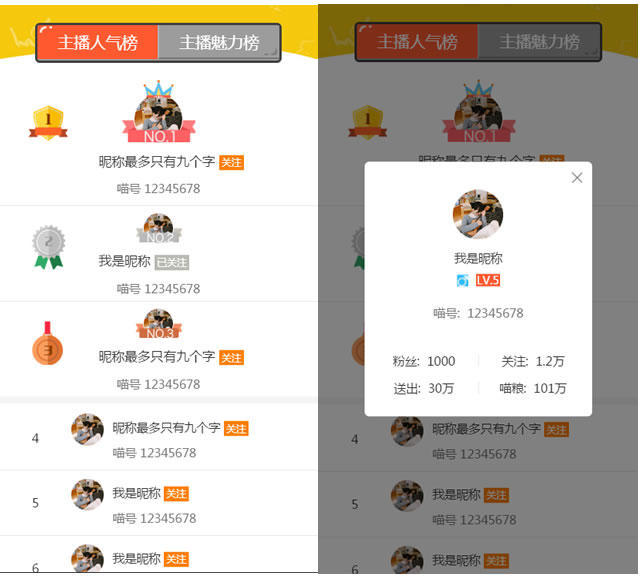 主播人气榜 主播魅力榜
1
NO.1
昵称最多只有九个字 关注
喵号 12345678
2
NO.2
我是昵称 已关注
喵号 12345678
3
NO.3
昵称最多只有九个字 关注
喵号 12345678
4
昵称最多只有九个字 关注
喵号 12345678
5
我是昵称 关注
喵号 12345678
6
我是昵称 关注
主播人气榜 主播魅力榜
1
NO.1
昵称最多只有九个字 关注
我是昵称
LV.5
喵号: 12345678
粉丝: 1000 关注: 1.2万
送出: 30万 喵粮: 101万
4
昵称最多只有九个字 关注
喵号 12345678
5
我是昵称 关注
喵号 12345678
6
我是昵称 关注